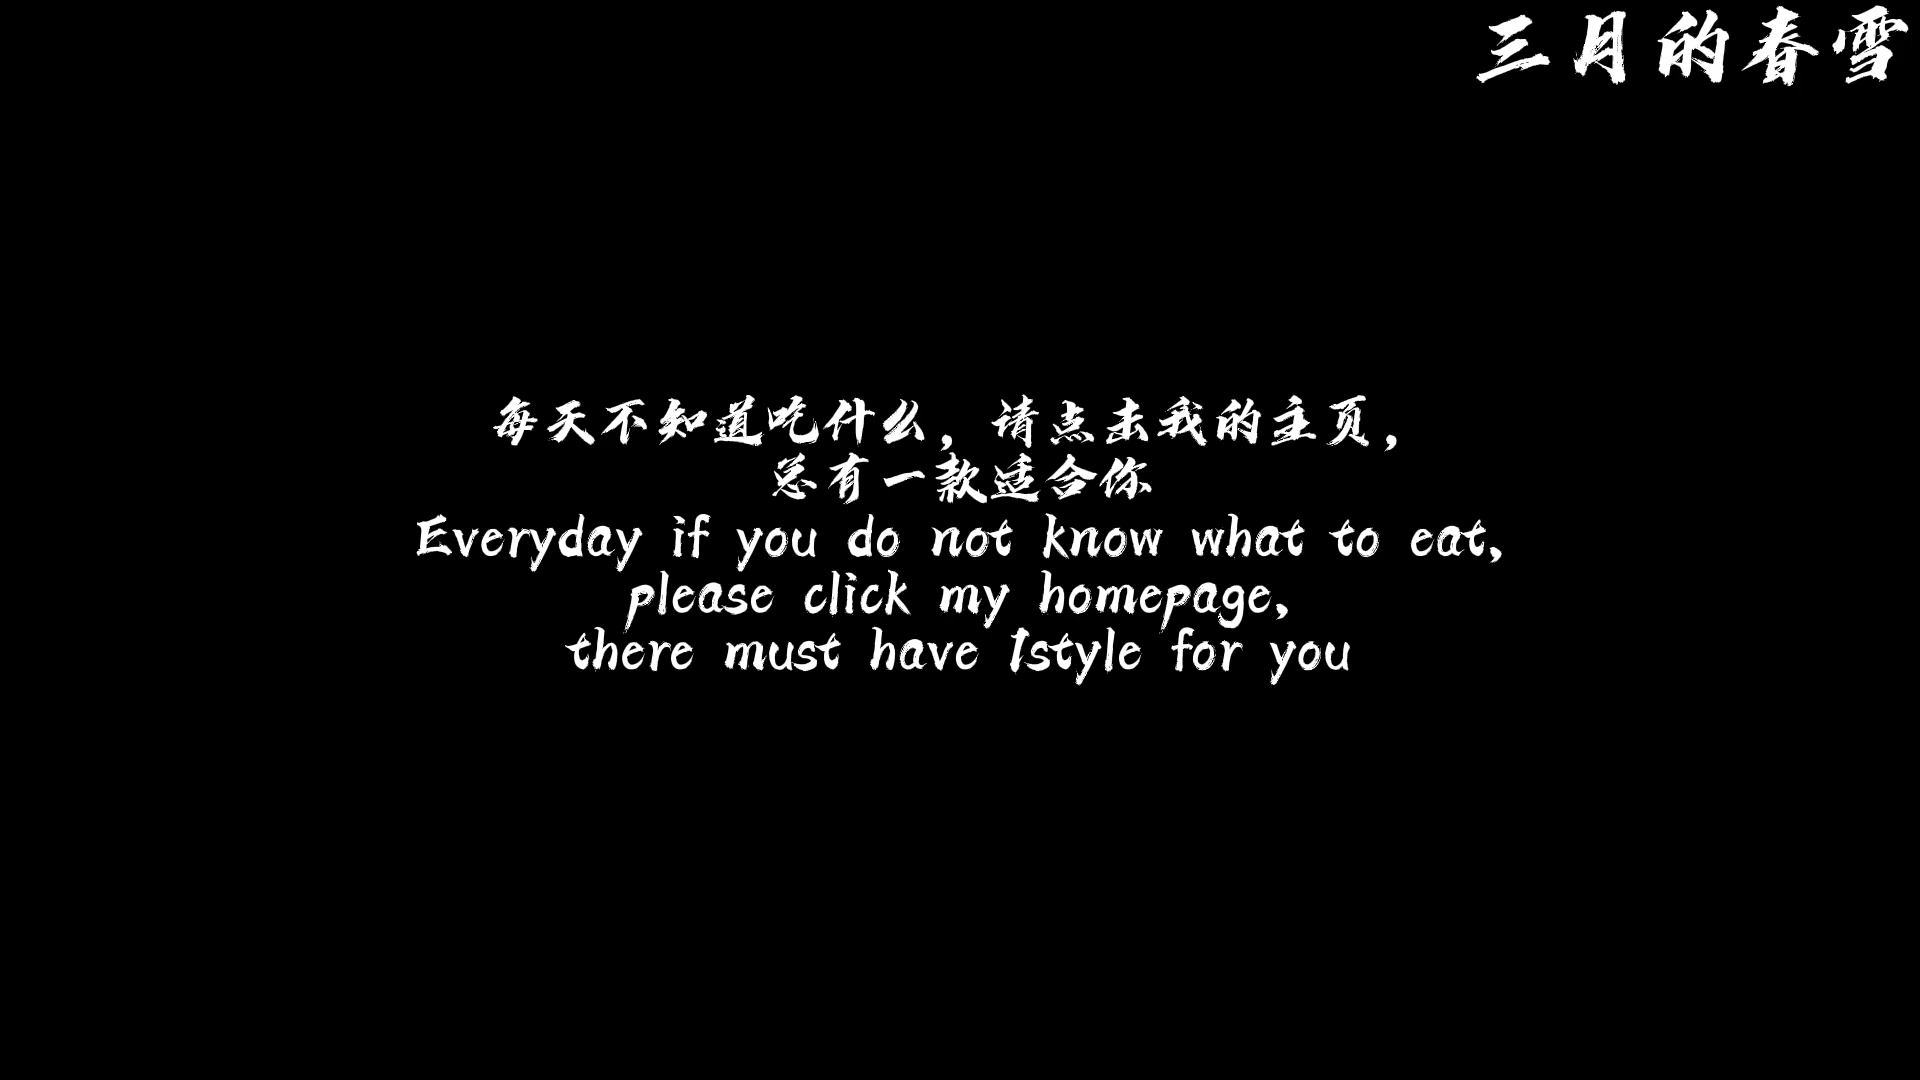 三月的春雪
每天不知道吃什么，请点击我的主页，
总有一款适合你
Everyday if you do not know what to eat,
please click my homepage,
there must have 1style for you